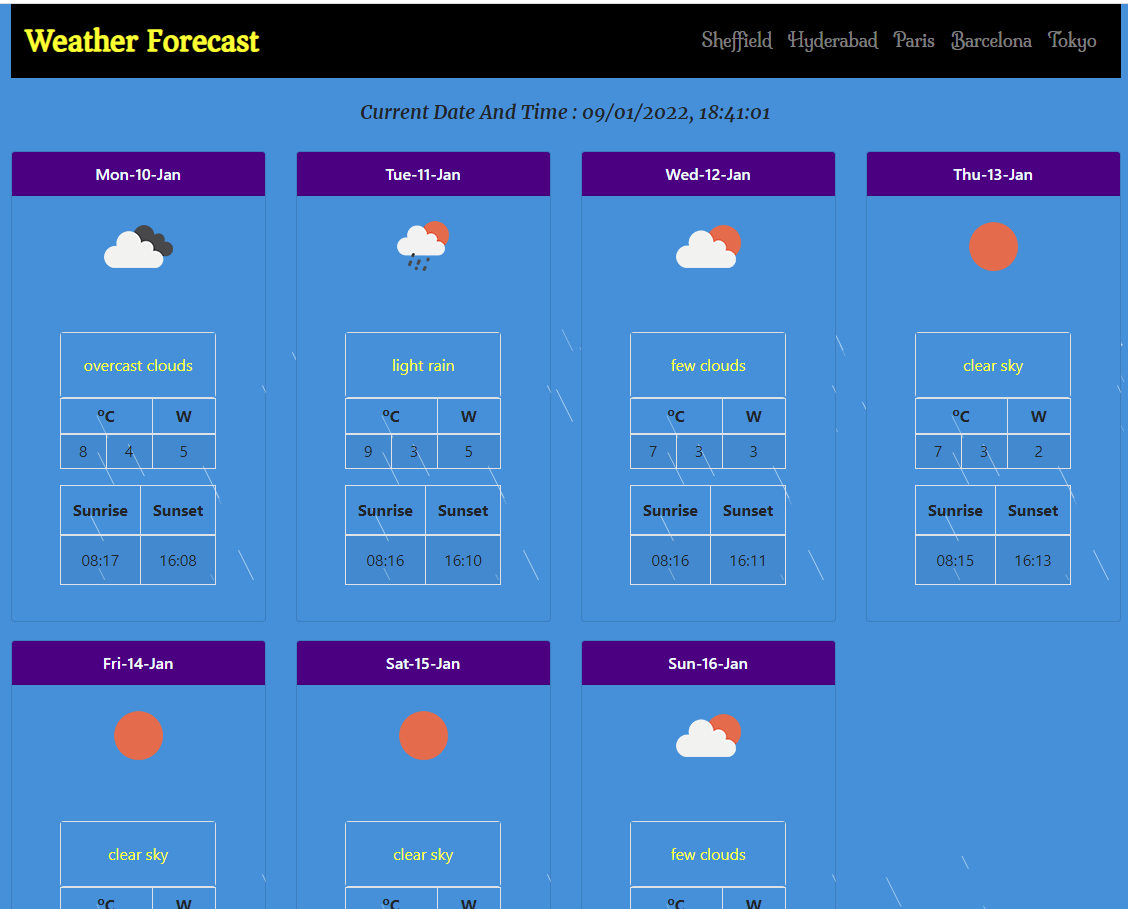 Weather Forecast
Sheffield Hyderabad Paris Barcelona Tokyo
Current Date And Time : 09/01/2022, 18:41:01
Mon-10-Jan
overcast clouds
ºC W
8 4 5
Sunrise Sunset
08:17 16:08
Tue-11-Jan
light rain
ºC W
9 3 5
Sunrise Sunset
08:16 16:10
Wed-12-Jan
few clouds
ºC W
7 3 3
Sunrise Sunset
08:16 16:11
Thu-13-Jan
clear sky
ºC W
7 3 2
Sunrise Sunset
08:15 16:13
Fri-14-Jan
clear sky
ºC W
Sat-15-Jan
clear sky
ºC W
Sun-16-Jan
few clouds
ºC W